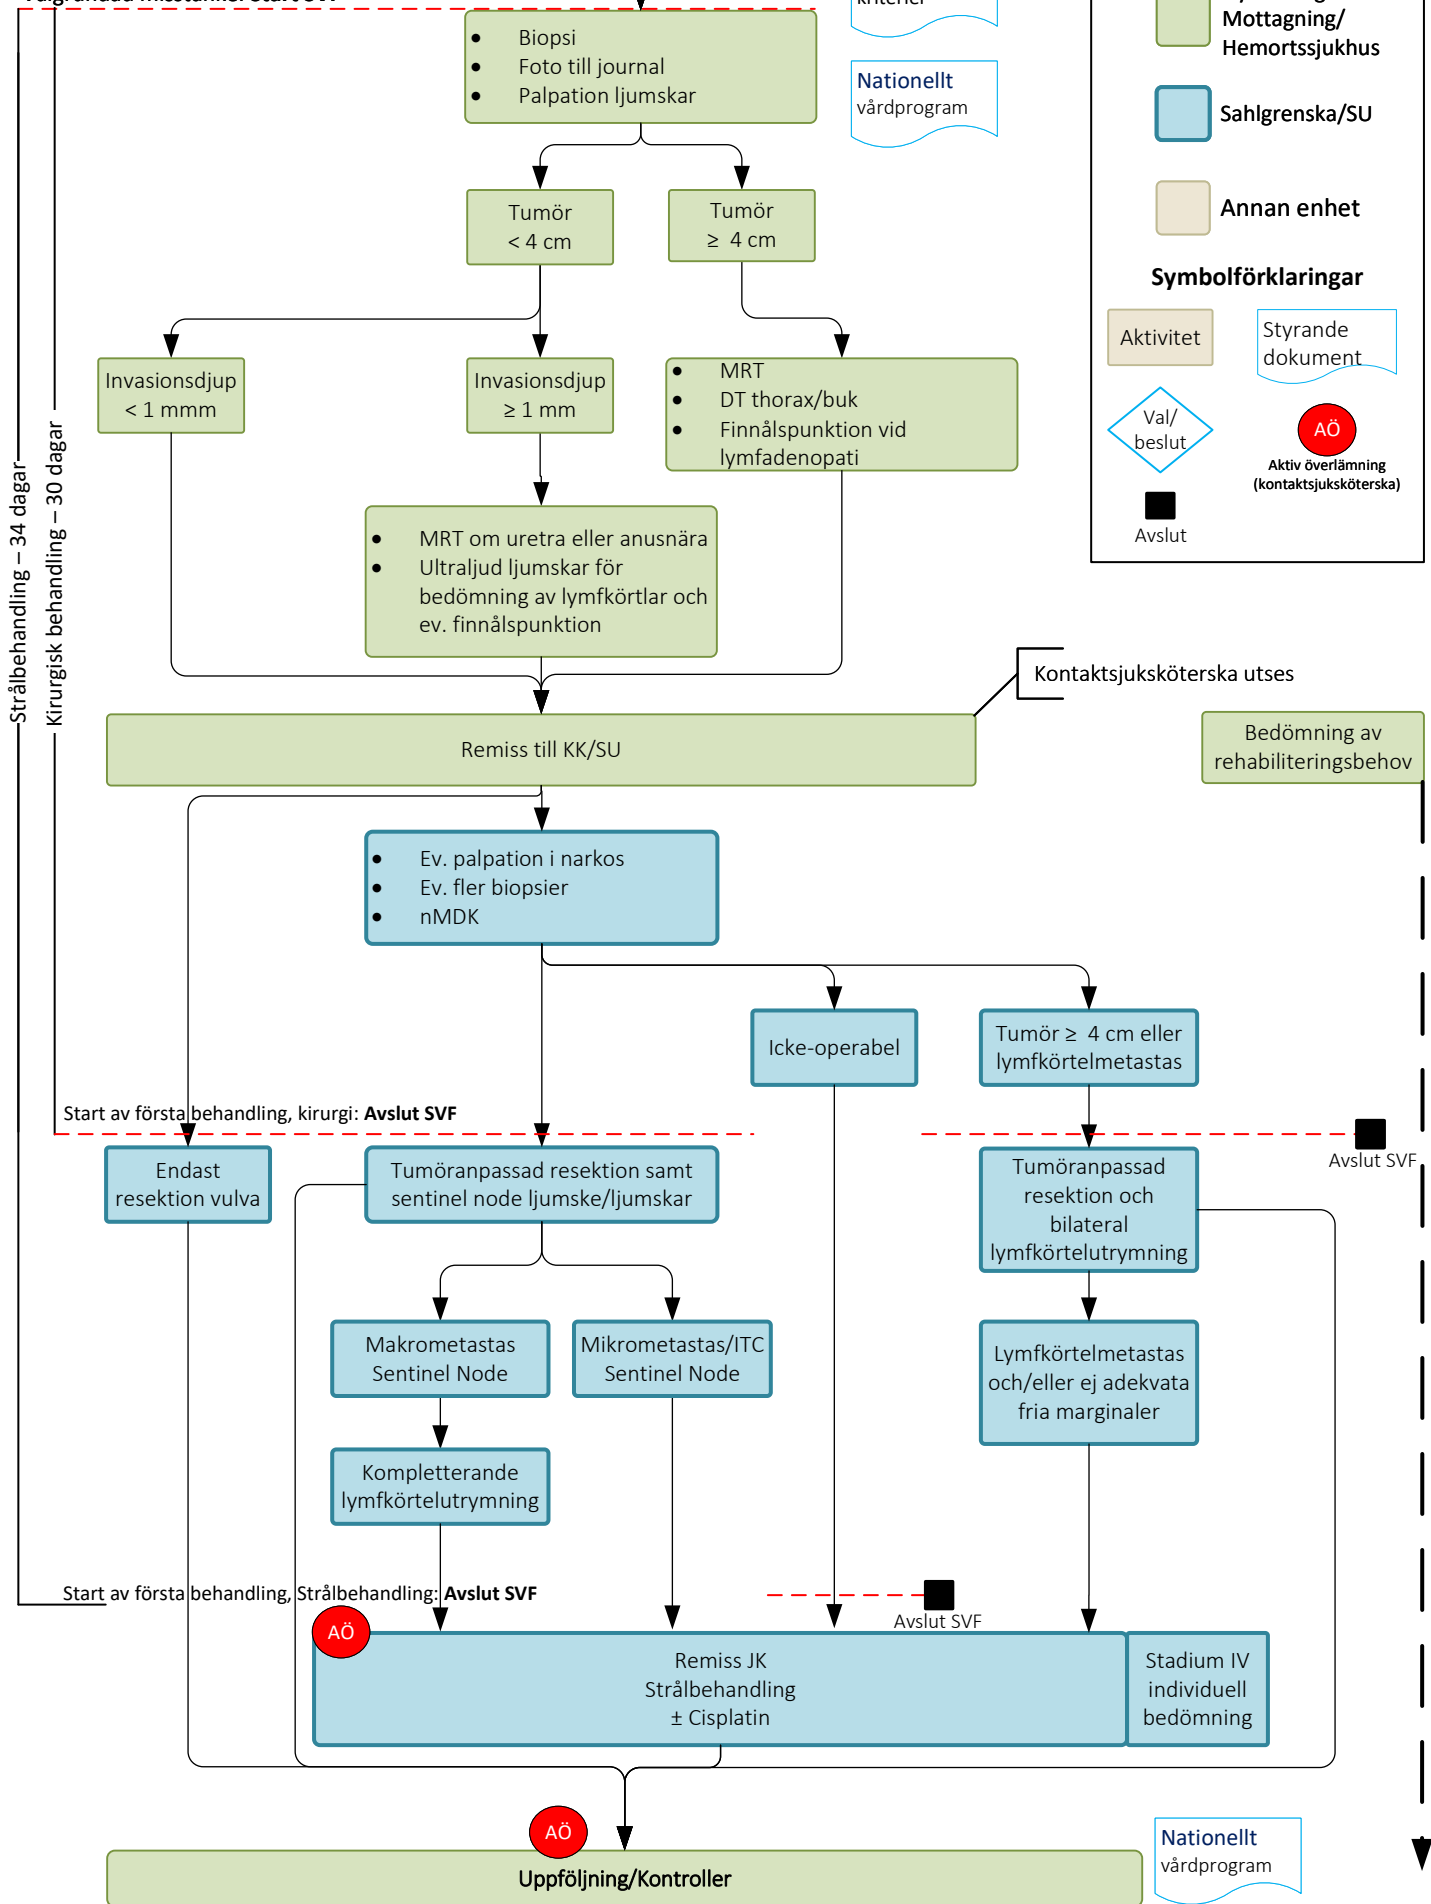 Start SVF
kriterier
Mottagning/
Hemortssjukhus
• Biopsi
• Foto till journal
• Palpation ljumskar
Nationellt
vårdprogram
Sahlgrenska/SU
Annan enhet
Symbolförklaringar
Aktivitet
Styrande
dokument
Val/
beslut
AÖ
Aktiv överlämning
(kontaktsjuksköterska)
Avslut
Tumör
< 4 cm
Tumör
≥ 4 cm
Invasionsdjup
< 1 mmm
Invasionsdjup
≥ 1 mm
• MRT
• DT thorax/buk
• Finnålspunktion vid
lymfadenopati
Strålbehandling – 34 dagar
Kirurgisk behandling – 30 dagar
• MRT om uretra eller anusnära
• Ultraljud ljumskar för
bedömning av lymfkörtlar och
ev. finnålspunktion
Kontaktsjuksköterska utses
Remiss till KK/SU
Bedömning av
rehabiliteringsbehov
• Ev. palpation i narkos
• Ev. fler biopsier
• nMDK
Icke-operabel
Tumör ≥ 4 cm eller
lymfkörtelmetastas
Start av första behandling, kirurgi: Avslut SVF
Avslut SVF
Endast
resektion vulva
Tumöranpassad resektion samt
sentinel node ljumske/ljumskar
Tumöranpassad
resektion och
bilateral
lymfkörtelutrymning
Makrometastas
Sentinel Node
Mikrometastas/ITC
Sentinel Node
Lymfkörtelmetastas
och/eller ej adekvata
fria marginaler
Kompletterande
lymfkörtelutrymning
Start av första behandling, Strålbehandling: Avslut SVF
Avslut SVF
AÖ
Remiss JK
Strålbehandling
± Cisplatin
Stadium IV
individuell
bedömning
AÖ
Uppföljning/Kontroller
Nationellt
vårdprogram